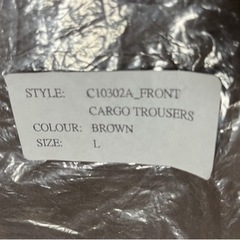 STYLE: C10302A_FRONT
CARGO TROUSERS
COLOUR: BROWN
SIZE: L